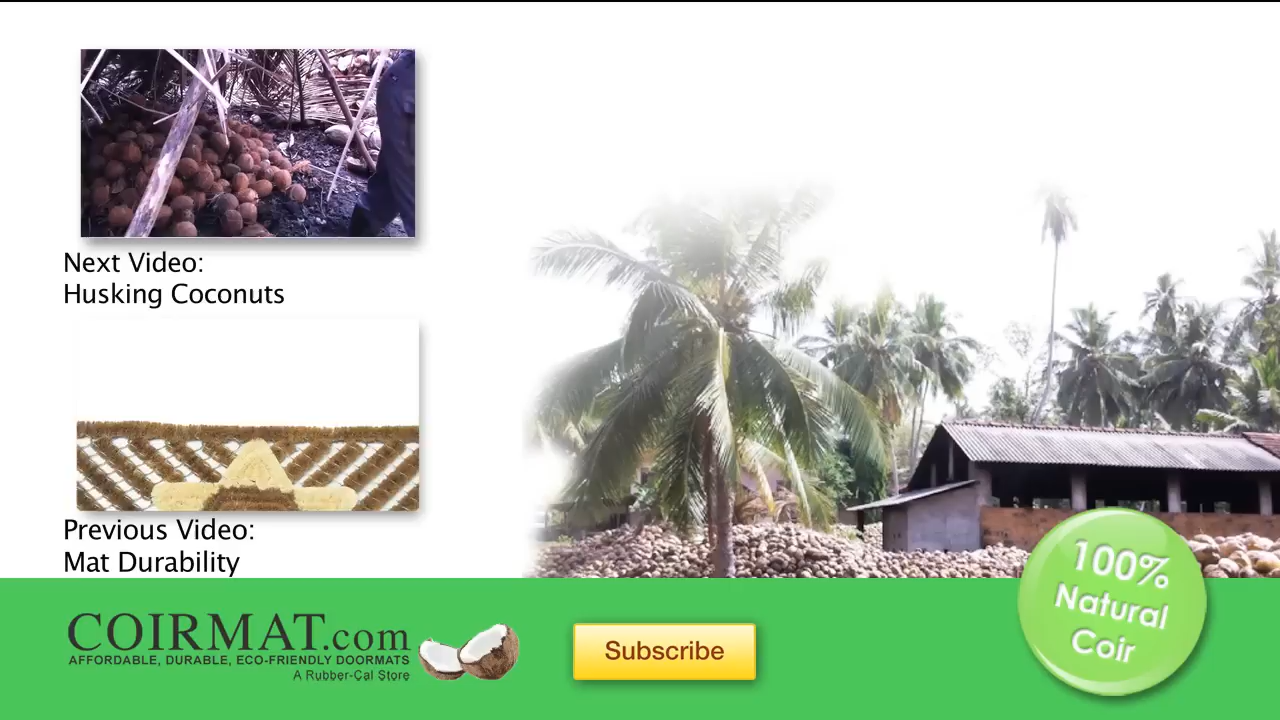 Next Video:
Husking Coconuts
Previous Video:
Mat Durability
COIRMAT.com
AFFORDABLE, DURABLE, ECO-FRIENDLY DOORMATS
A Rubber-Cal Store
Subscribe
100%
Natural
Coir